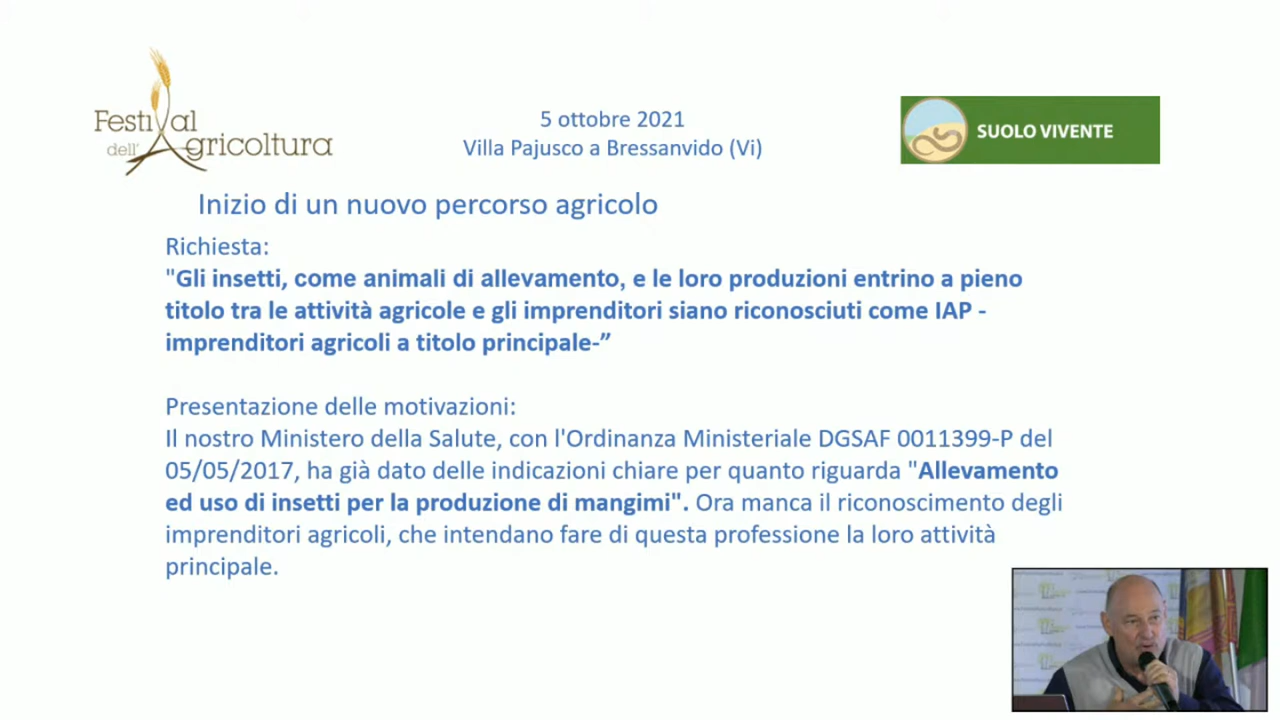 Festival
dell'Agricoltura
5 ottobre 2021
Villa Pajusco a Bressanvido (Vi)
SUOLO VIVENTE
Inizio di un nuovo percorso agricolo
Richiesta:
"Gli insetti, come animali di allevamento, e le loro produzioni entrino a pieno
titolo tra le attività agricole e gli imprenditori siano riconosciuti come IAP -
imprenditori agricoli a titolo principale-”
Presentazione delle motivazioni:
Il nostro Ministero della Salute, con l'Ordinanza Ministeriale DGSAF 0011399-P del
05/05/2017, ha già dato delle indicazioni chiare per quanto riguarda "Allevamento
ed uso di insetti per la produzione di mangimi". Ora manca il riconoscimento degli
imprenditori agricoli, che intendano fare di questa professione la loro attività
principale.